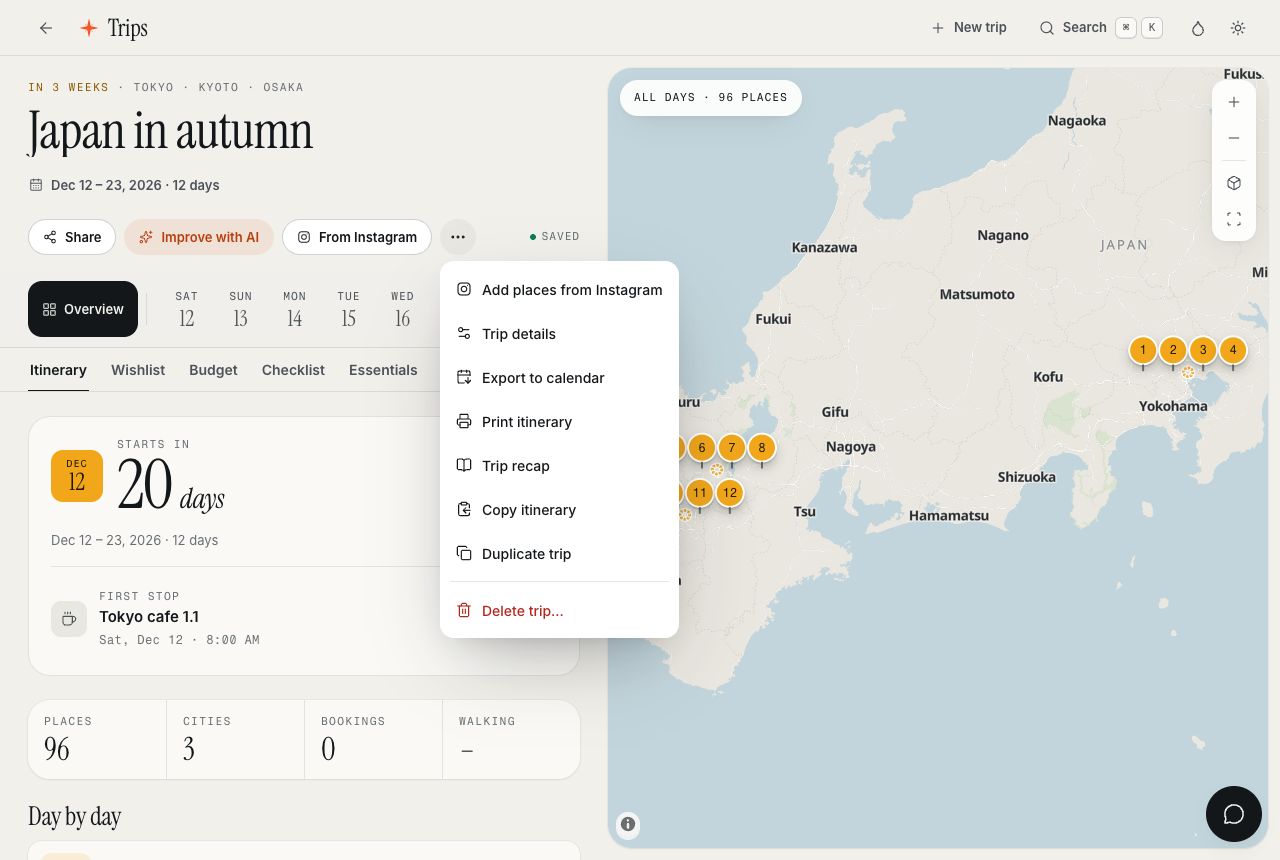 Trips
New trip
Search ⌘ K
IN 3 WEEKS · TOKYO · KYOTO · OSAKA
Japan in autumn
Dec 12 – 23, 2026 · 12 days
Share
Improve with AI
From Instagram
SAVED
Overview
SAT 12
SUN 13
MON 14
TUE 15
WED 16
Itinerary
Wishlist
Budget
Checklist
Essentials
Add places from Instagram
Trip details
Export to calendar
Print itinerary
Trip recap
Copy itinerary
Duplicate trip
Delete trip...
DEC 12
STARTS IN
20 days
Dec 12 – 23, 2026 · 12 days
FIRST STOP
Tokyo cafe 1.1
Sat, Dec 12 · 8:00 AM
PLACES
96
CITIES
3
BOOKINGS
0
WALKING
–
Day by day
ALL DAYS · 96 PLACES
Nagaoka
Kanazawa
Nagano
JAPAN
Matsumoto
Fukui
1
2
3
4
Kofu
Yokohama
Gifu
6
7
8
Nagoya
Shizuoka
11
12
Tsu
Hamamatsu